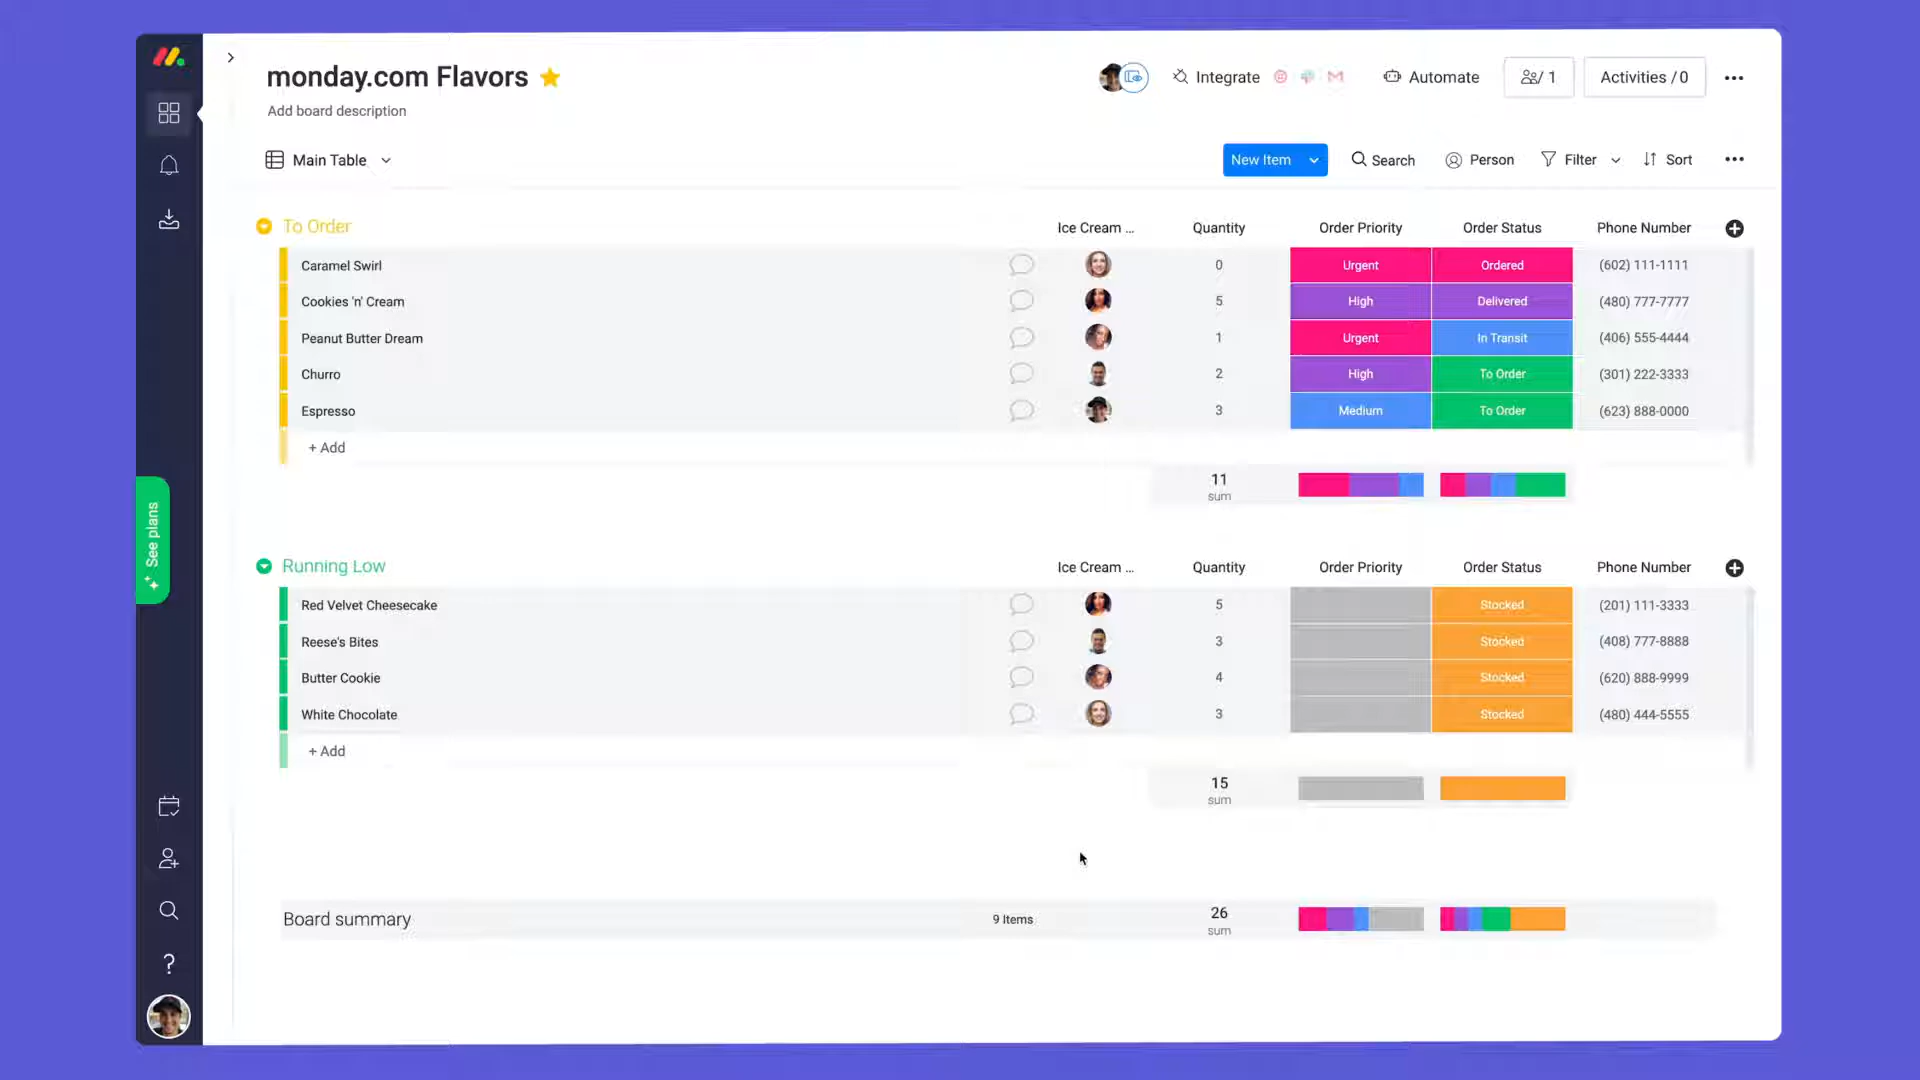 monday.com Flavors
Add board description
Integrate
Automate
/ 1
Activities / 0
Main Table
New Item
Search
Person
Filter
Sort
To Order
Ice Cream ...
Quantity
Order Priority
Order Status
Phone Number
Caramel Swirl
0
Urgent
Ordered
(602) 111-1111
Cookies 'n' Cream
5
High
Delivered
(480) 777-7777
Peanut Butter Dream
1
Urgent
In Transit
(406) 555-4444
Churro
2
High
To Order
(301) 222-3333
Espresso
3
Medium
To Order
(623) 888-0000
+ Add
11
sum
See plans
Running Low
Ice Cream ...
Quantity
Order Priority
Order Status
Phone Number
Red Velvet Cheesecake
5
Stocked
(201) 111-3333
Reese's Bites
3
Stocked
(408) 777-8888
Butter Cookie
4
Stocked
(620) 888-9999
White Chocolate
3
Stocked
(480) 444-5555
+ Add
15
sum
Board summary
9 Items
26
sum